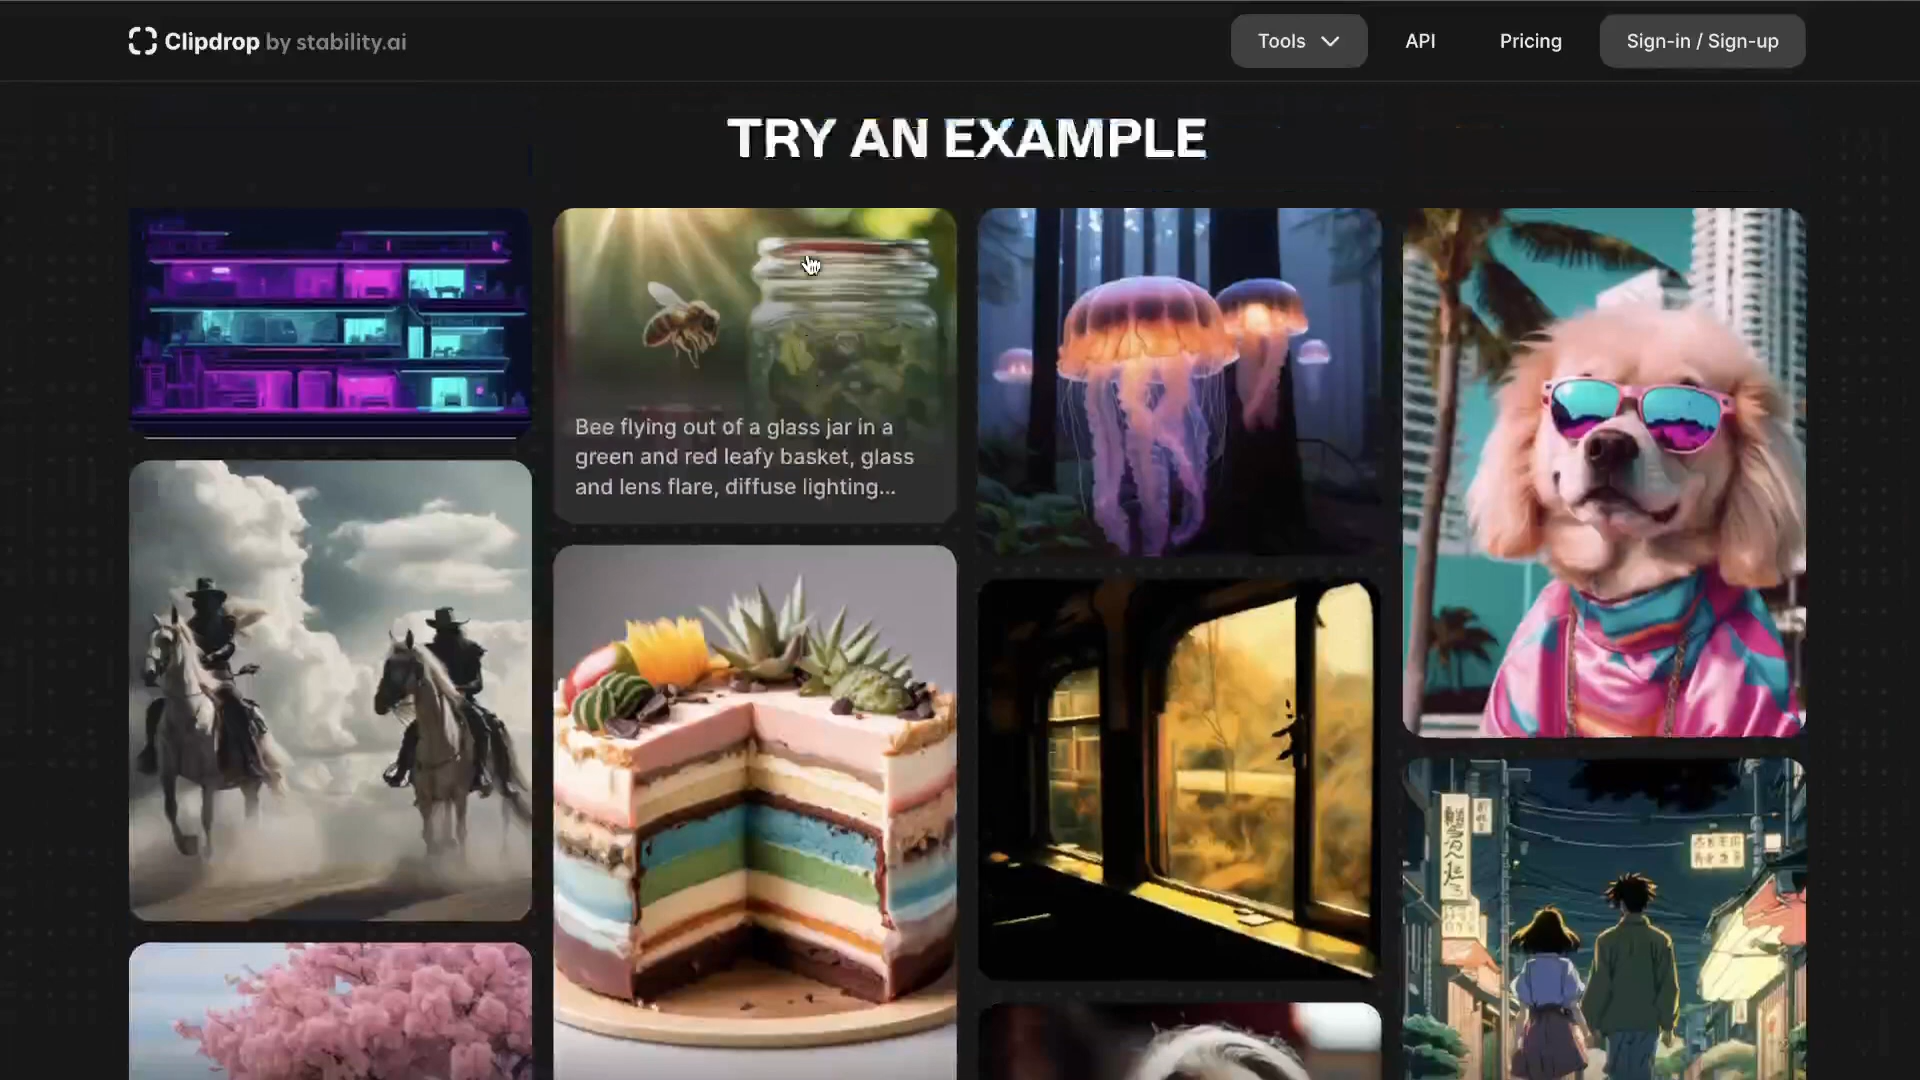 Clipdrop by stability.ai
Tools
API
Pricing
Sign-in / Sign-up
TRY AN EXAMPLE
Bee flying out of a glass jar in a
green and red leafy basket, glass
and lens flare, diffuse lighting...